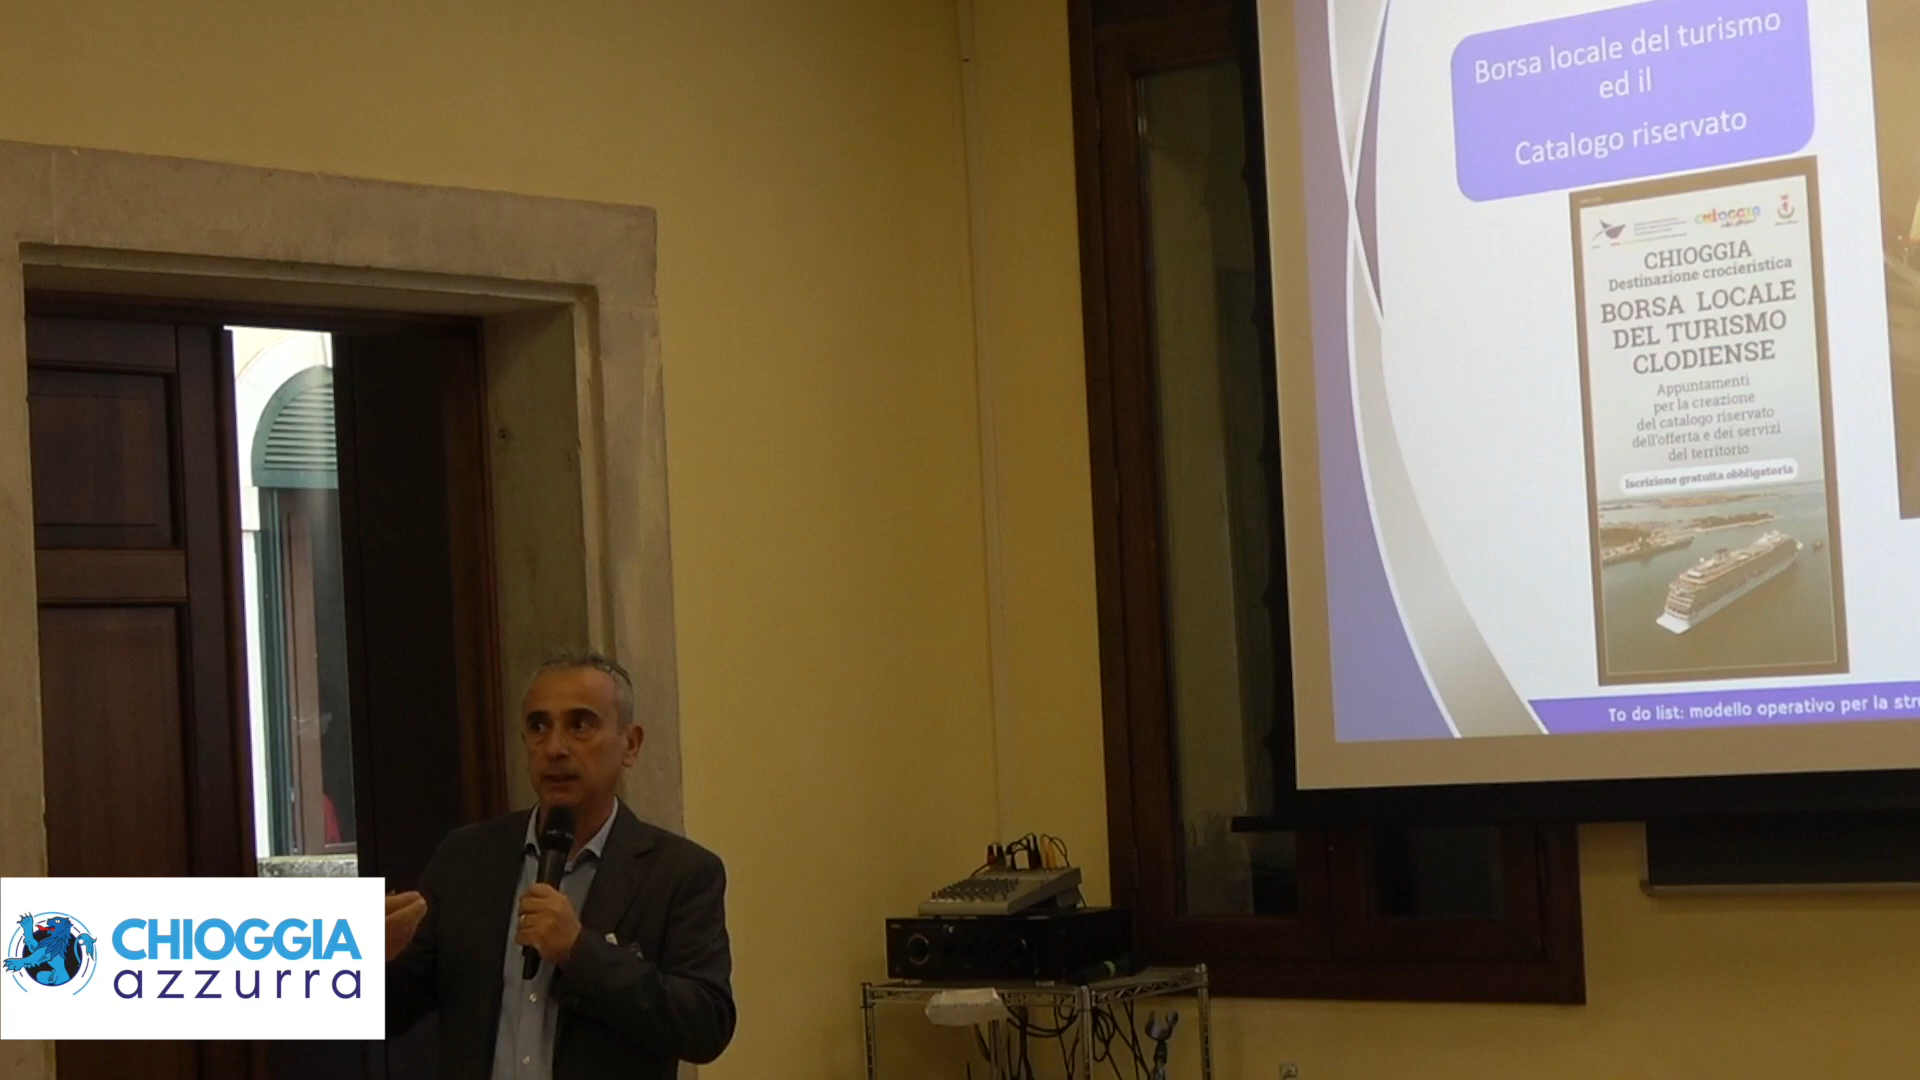 Borsa locale del turismo
ed il
Catalogo riservato
CHIOGGIA
CHIOGGIA
Destinazione crocieristica
BORSA LOCALE
DEL TURISMO
CLODIENSE
Appuntamenti
per la creazione
del catalogo riservato
dell'offerta e dei servizi
del territorio
Iscrizione gratuita obbligatoria
To do list: modello operativo per la stru
CHIOGGIA
azzurra